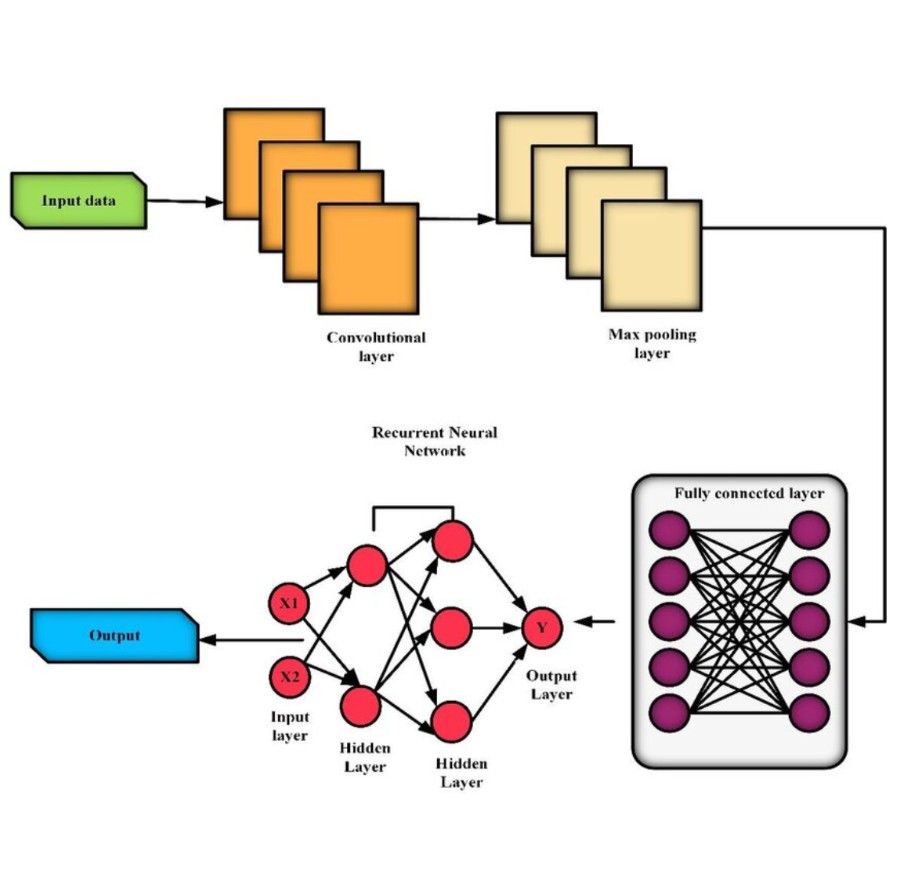 Input data
Convolutional
layer
Max pooling
layer
Recurrent Neural
Network
Fully connected layer
X1
X2
Y
Output
Input
layer
Hidden
Layer
Hidden
Layer
Output
Layer